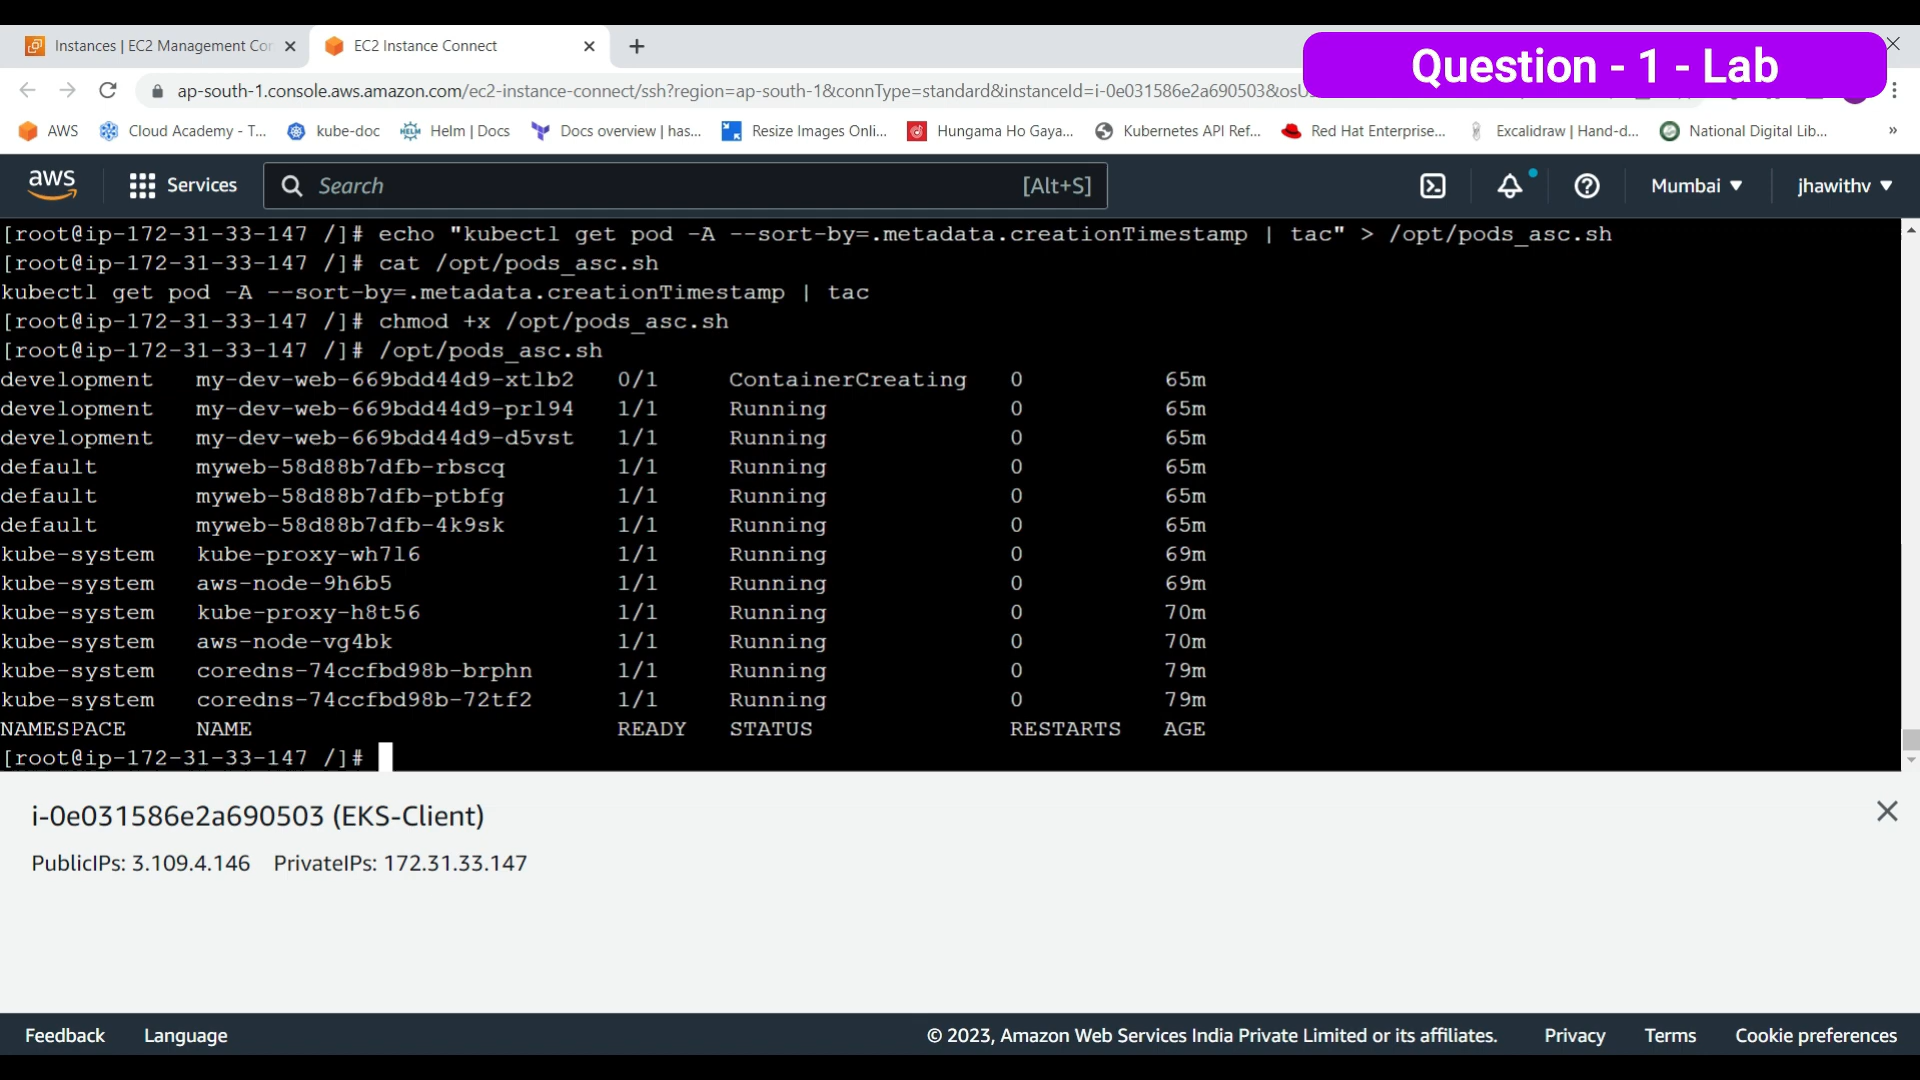 Instances | EC2 Management Cor
EC2 Instance Connect
Question - 1 - Lab
ap-south-1.console.aws.amazon.com/ec2-instance-connect/ssh?region=ap-south-1&connType=standard&instanceId=i-0e031586e2a690503&osU
AWS Cloud Academy - T... kube-doc Helm | Docs Docs overview | has... Resize Images Onli... Hungama Ho Gaya... Kubernetes API Ref... Red Hat Enterprise... Excalidraw | Hand-d... National Digital Lib... »
aws Services Search [Alt+S] Mumbai jhawithv
[root@ip-172-31-33-147 /]# echo "kubectl get pod -A --sort-by=.metadata.creationTimestamp | tac" > /opt/pods_asc.sh
[root@ip-172-31-33-147 /]# cat /opt/pods_asc.sh
kubectl get pod -A --sort-by=.metadata.creationTimestamp | tac
[root@ip-172-31-33-147 /]# chmod +x /opt/pods_asc.sh
[root@ip-172-31-33-147 /]# /opt/pods_asc.sh
development my-dev-web-669bdd44d9-xtlb2 0/1 ContainerCreating 0 65m
development my-dev-web-669bdd44d9-prl94 1/1 Running 0 65m
development my-dev-web-669bdd44d9-d5vst 1/1 Running 0 65m
default myweb-58d88b7dfb-rbscq 1/1 Running 0 65m
default myweb-58d88b7dfb-ptbfg 1/1 Running 0 65m
default myweb-58d88b7dfb-4k9sk 1/1 Running 0 65m
kube-system kube-proxy-wh7l6 1/1 Running 0 69m
kube-system aws-node-9h6b5 1/1 Running 0 69m
kube-system kube-proxy-h8t56 1/1 Running 0 70m
kube-system aws-node-vg4bk 1/1 Running 0 70m
kube-system coredns-74ccfbd98b-brphn 1/1 Running 0 79m
kube-system coredns-74ccfbd98b-72tf2 1/1 Running 0 79m
NAMESPACE NAME READY STATUS RESTARTS AGE
[root@ip-172-31-33-147 /]#
i-0e031586e2a690503 (EKS-Client)
PublicIPs: 3.109.4.146 PrivateIPs: 172.31.33.147
Feedback Language © 2023, Amazon Web Services India Private Limited or its affiliates. Privacy Terms Cookie preferences